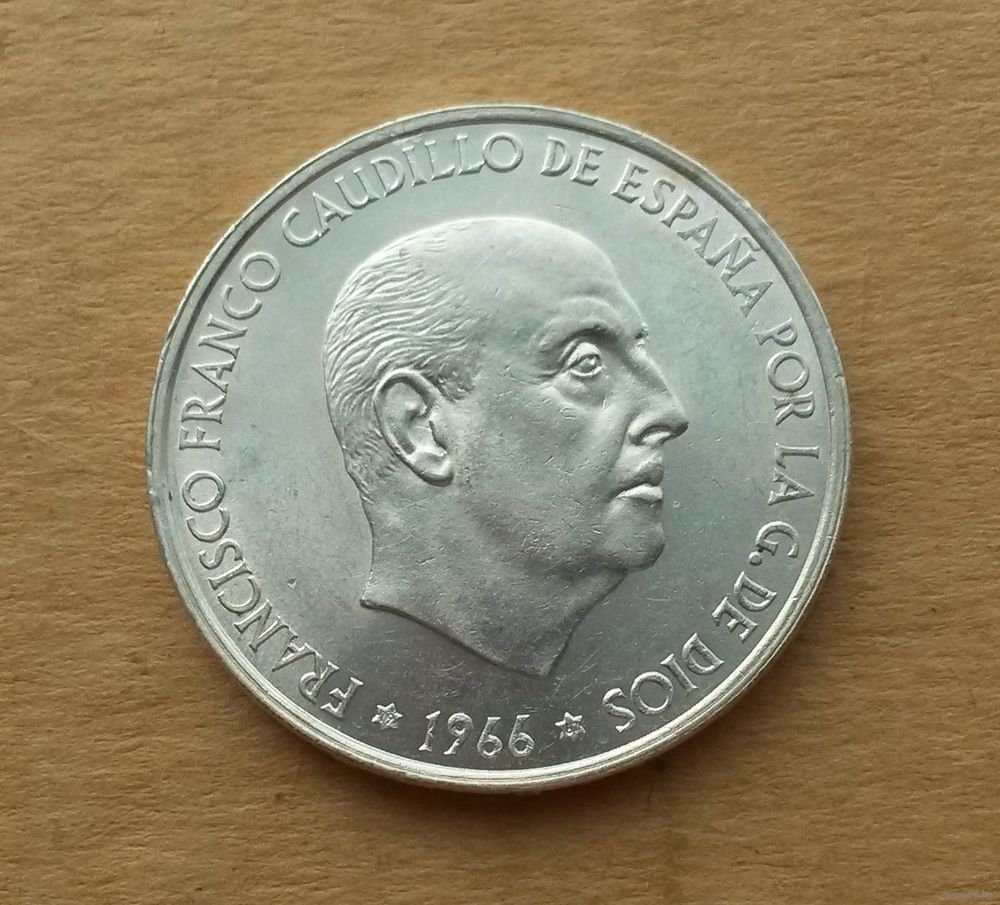 FRANCISCO FRANCO CAUDILLO DE ESPAÑA POR LA G. DE DIOS
1966